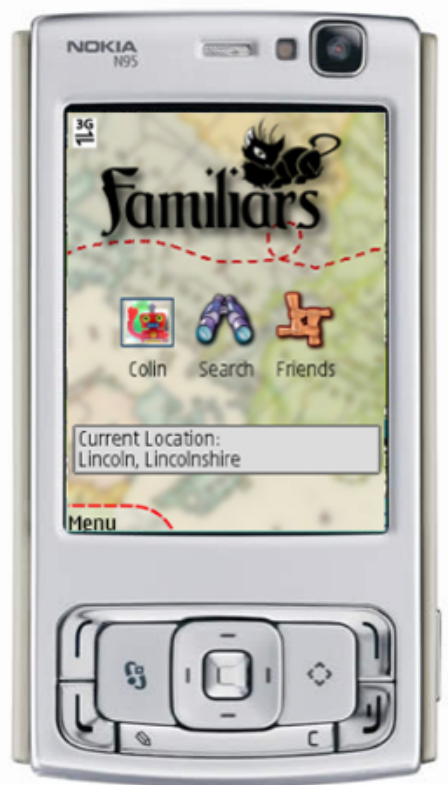 NOKIA
N95
3G
Familiars
Colin Search Friends
Current Location:
Lincoln, Lincolnshire
Menu
C